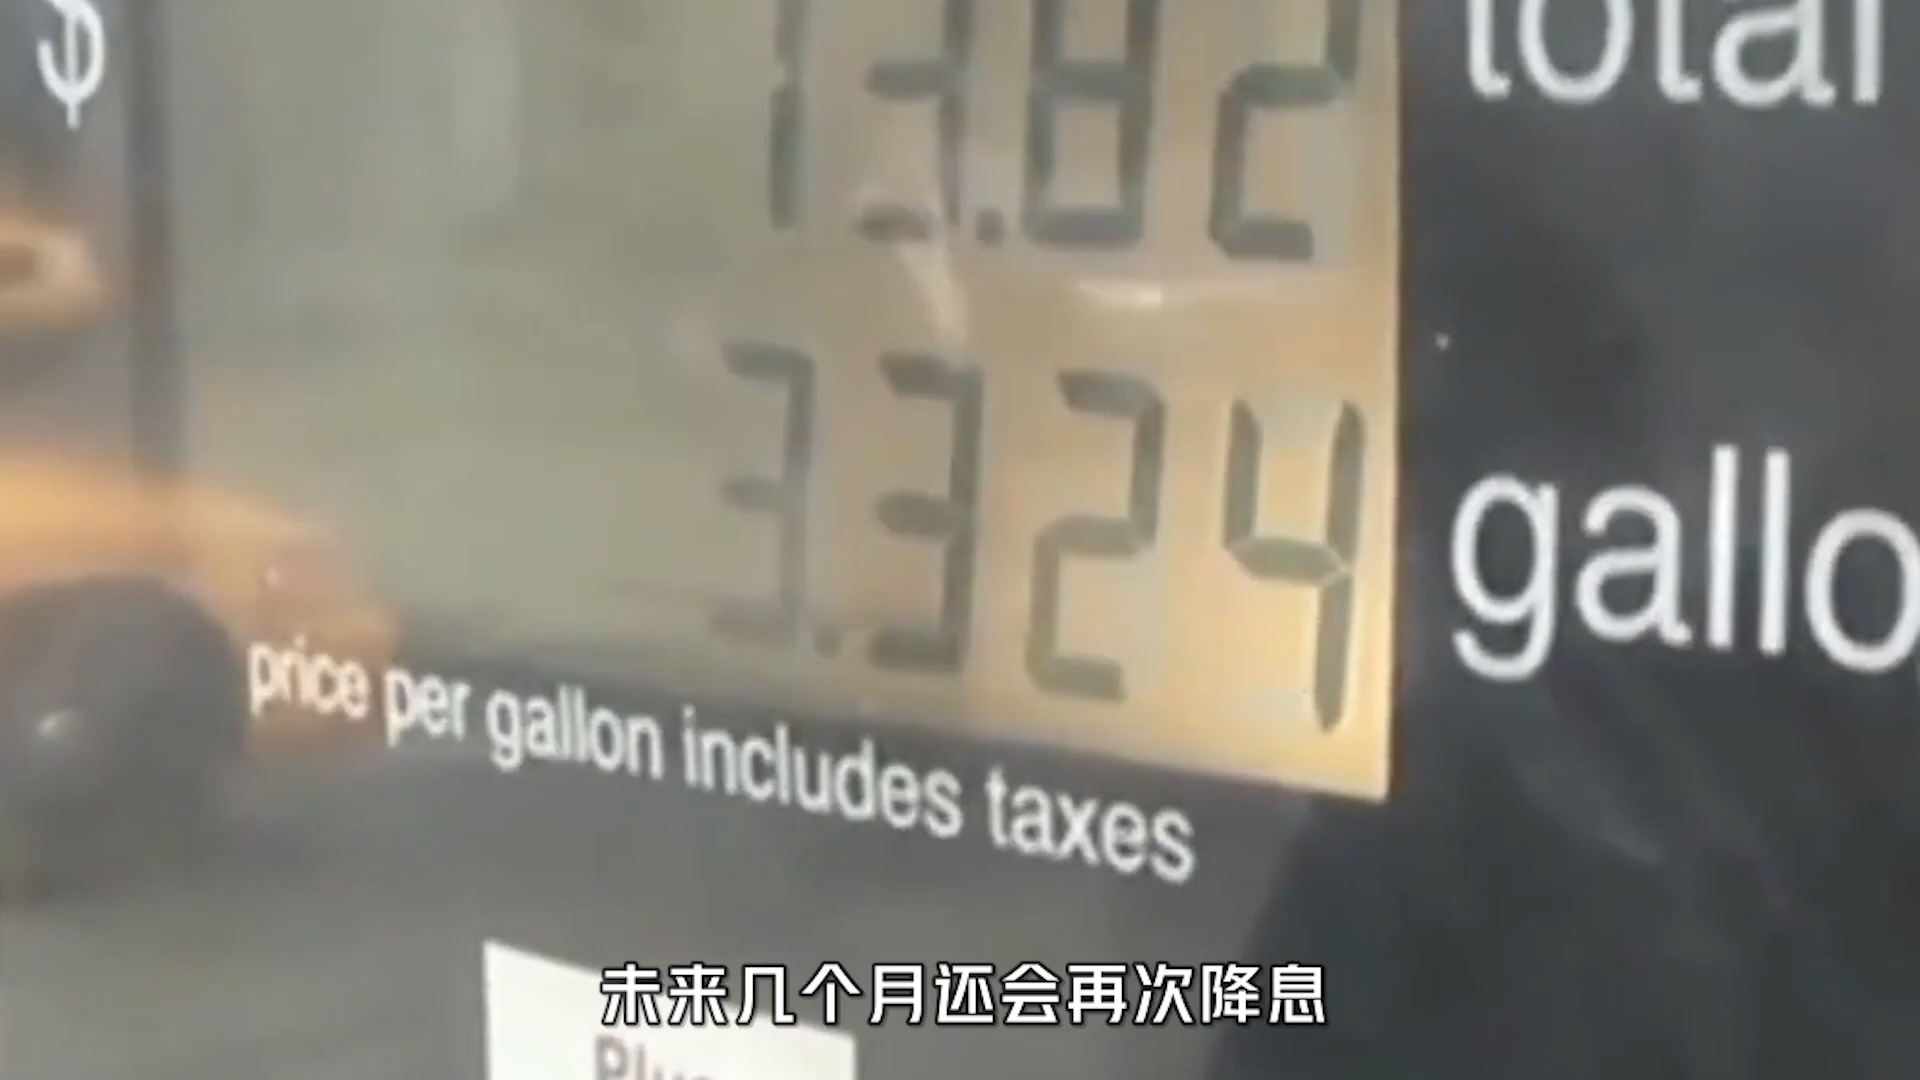 $ 13.82 total
3.324 gallo
price per gallon includes taxes
未来几个月还会再次降息
Plus